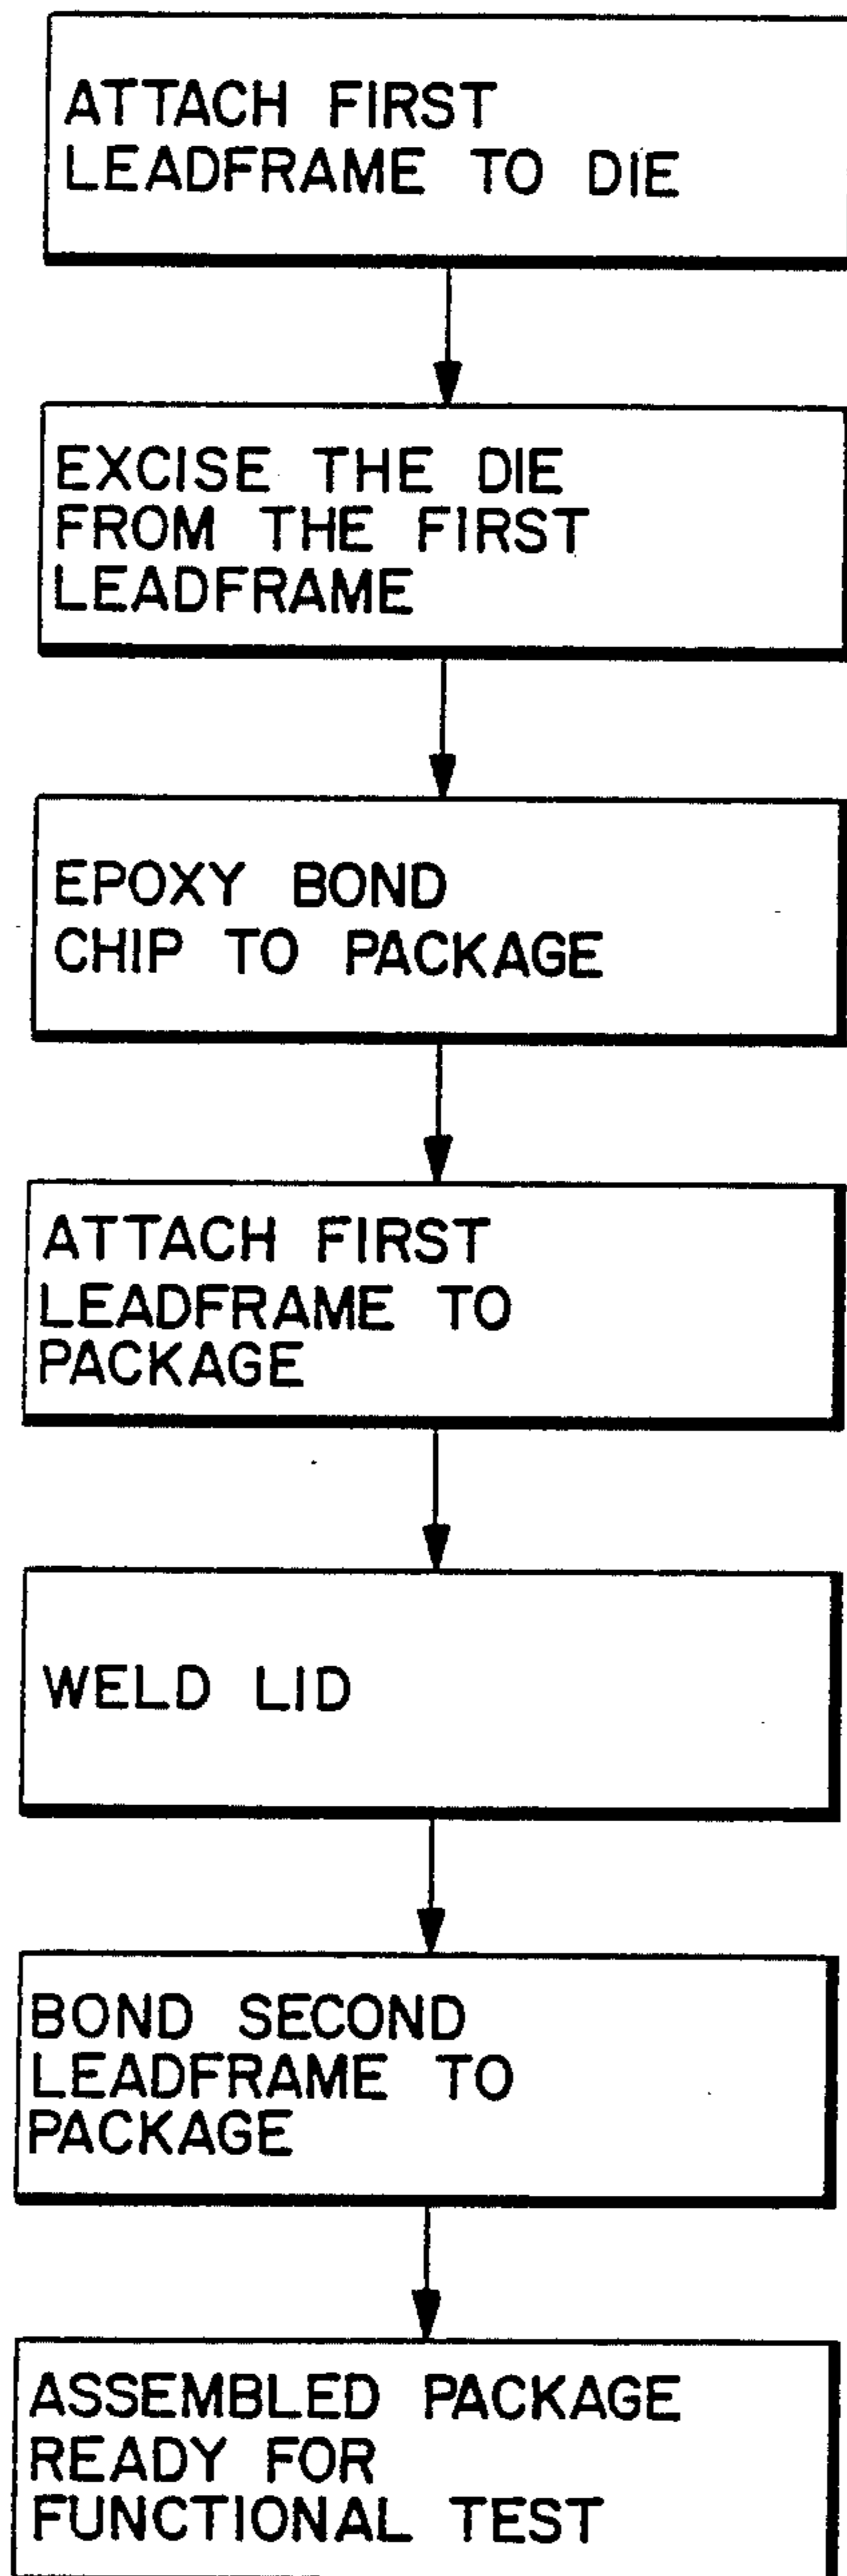 ATTACH FIRST
LEADFRAME TO DIE
EXCISE THE DIE
FROM THE FIRST
LEADFRAME
EPOXY BOND
CHIP TO PACKAGE
ATTACH FIRST
LEADFRAME TO
PACKAGE
WELD LID
BOND SECOND
LEADFRAME TO
PACKAGE
ASSEMBLED PACKAGE
READY FOR
FUNCTIONAL TEST